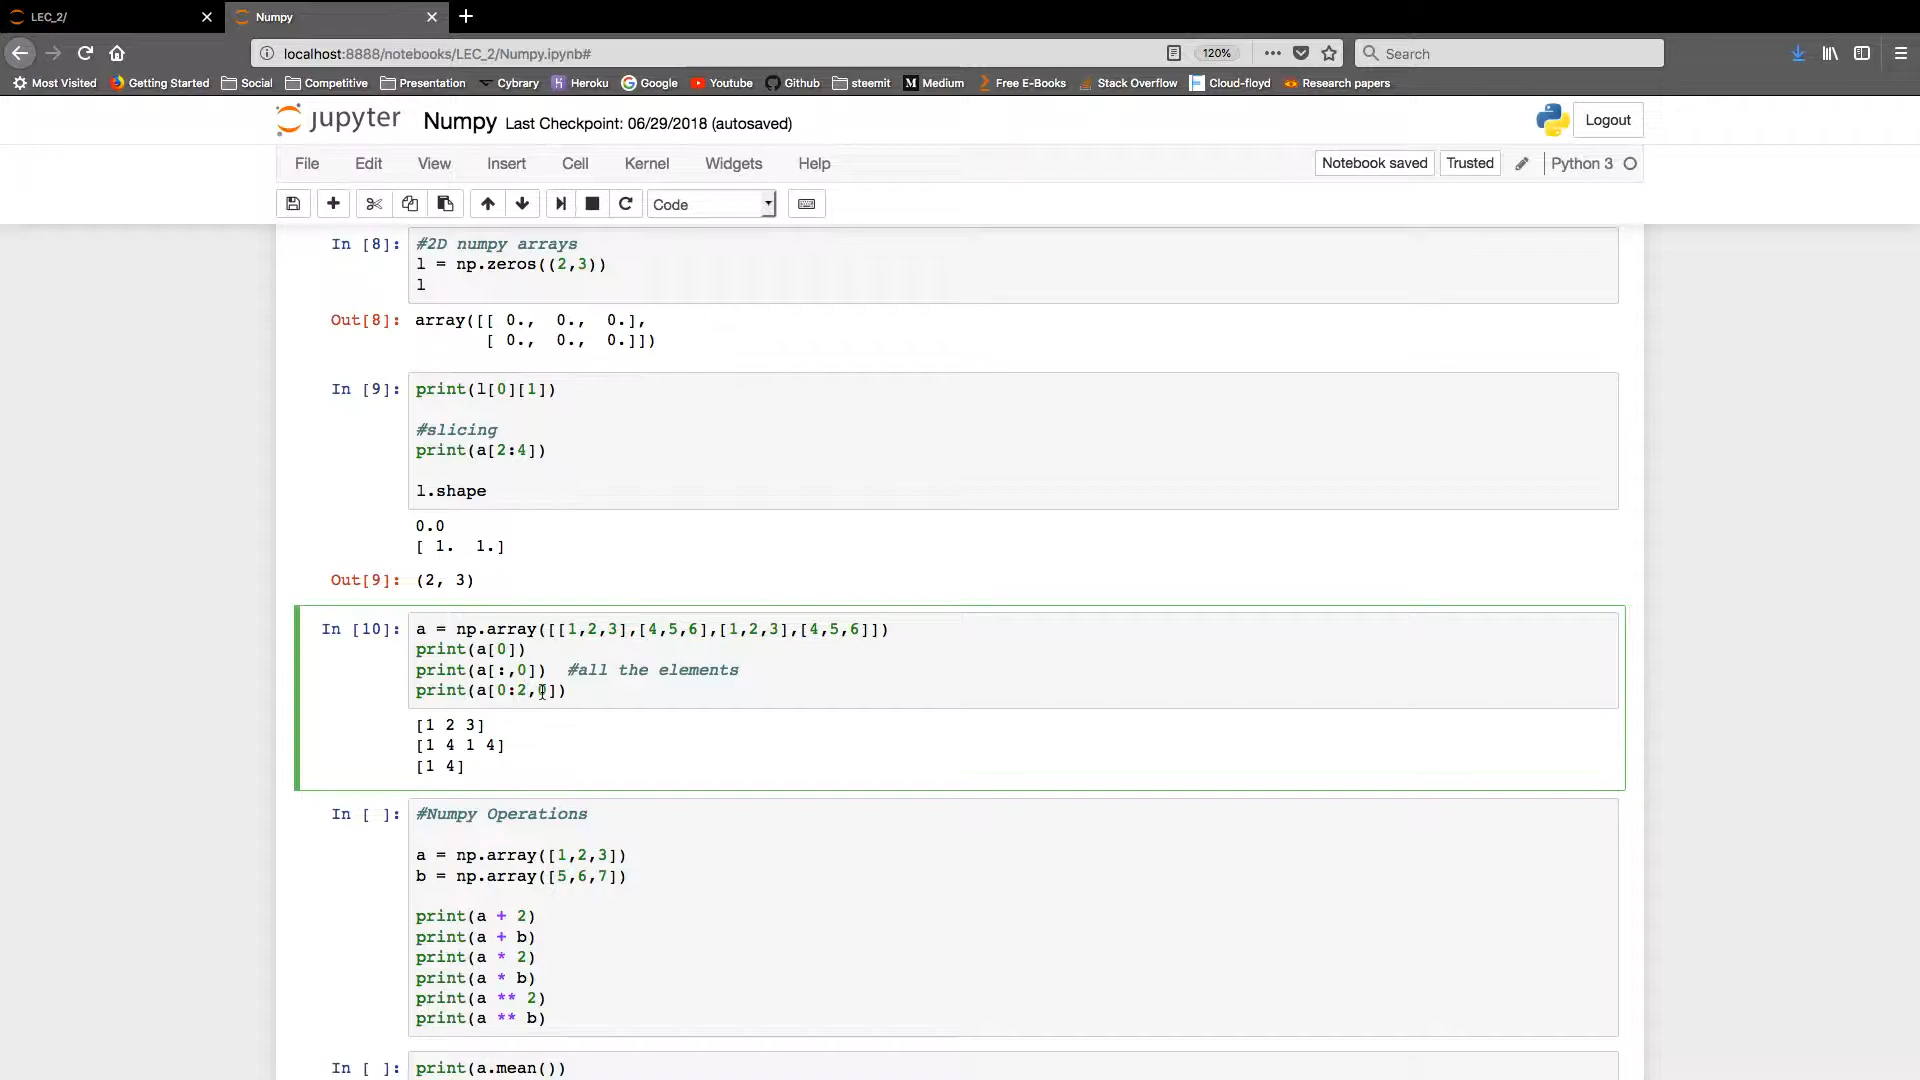 LEC_2/
Numpy
localhost:8888/notebooks/LEC_2/Numpy.ipynb#
120%
Search
Most Visited Getting Started Social Competitive Presentation Cybrary Heroku Google Youtube Github steemit Medium Free E-Books Stack Overflow Cloud-floyd Research papers
jupyter Numpy Last Checkpoint: 06/29/2018 (autosaved)
Logout
File Edit View Insert Cell Kernel Widgets Help
Notebook saved Trusted Python 3
Code
In [8]: #2D numpy arrays
l = np.zeros((2,3))
l
Out[8]: array([[ 0.,  0.,  0.],
       [ 0.,  0.,  0.]])
In [9]: print(l[0][1])
#slicing
print(a[2:4])
l.shape
0.0
[ 1.  1.]
Out[9]: (2, 3)
In [10]: a = np.array([[1,2,3],[4,5,6],[1,2,3],[4,5,6]])
print(a[0])
print(a[:,0])  #all the elements
print(a[0:2,0])
[1 2 3]
[1 4 1 4]
[1 4]
In [ ]: #Numpy Operations
a = np.array([1,2,3])
b = np.array([5,6,7])
print(a + 2)
print(a + b)
print(a * 2)
print(a * b)
print(a ** 2)
print(a ** b)
In [ ]: print(a.mean())